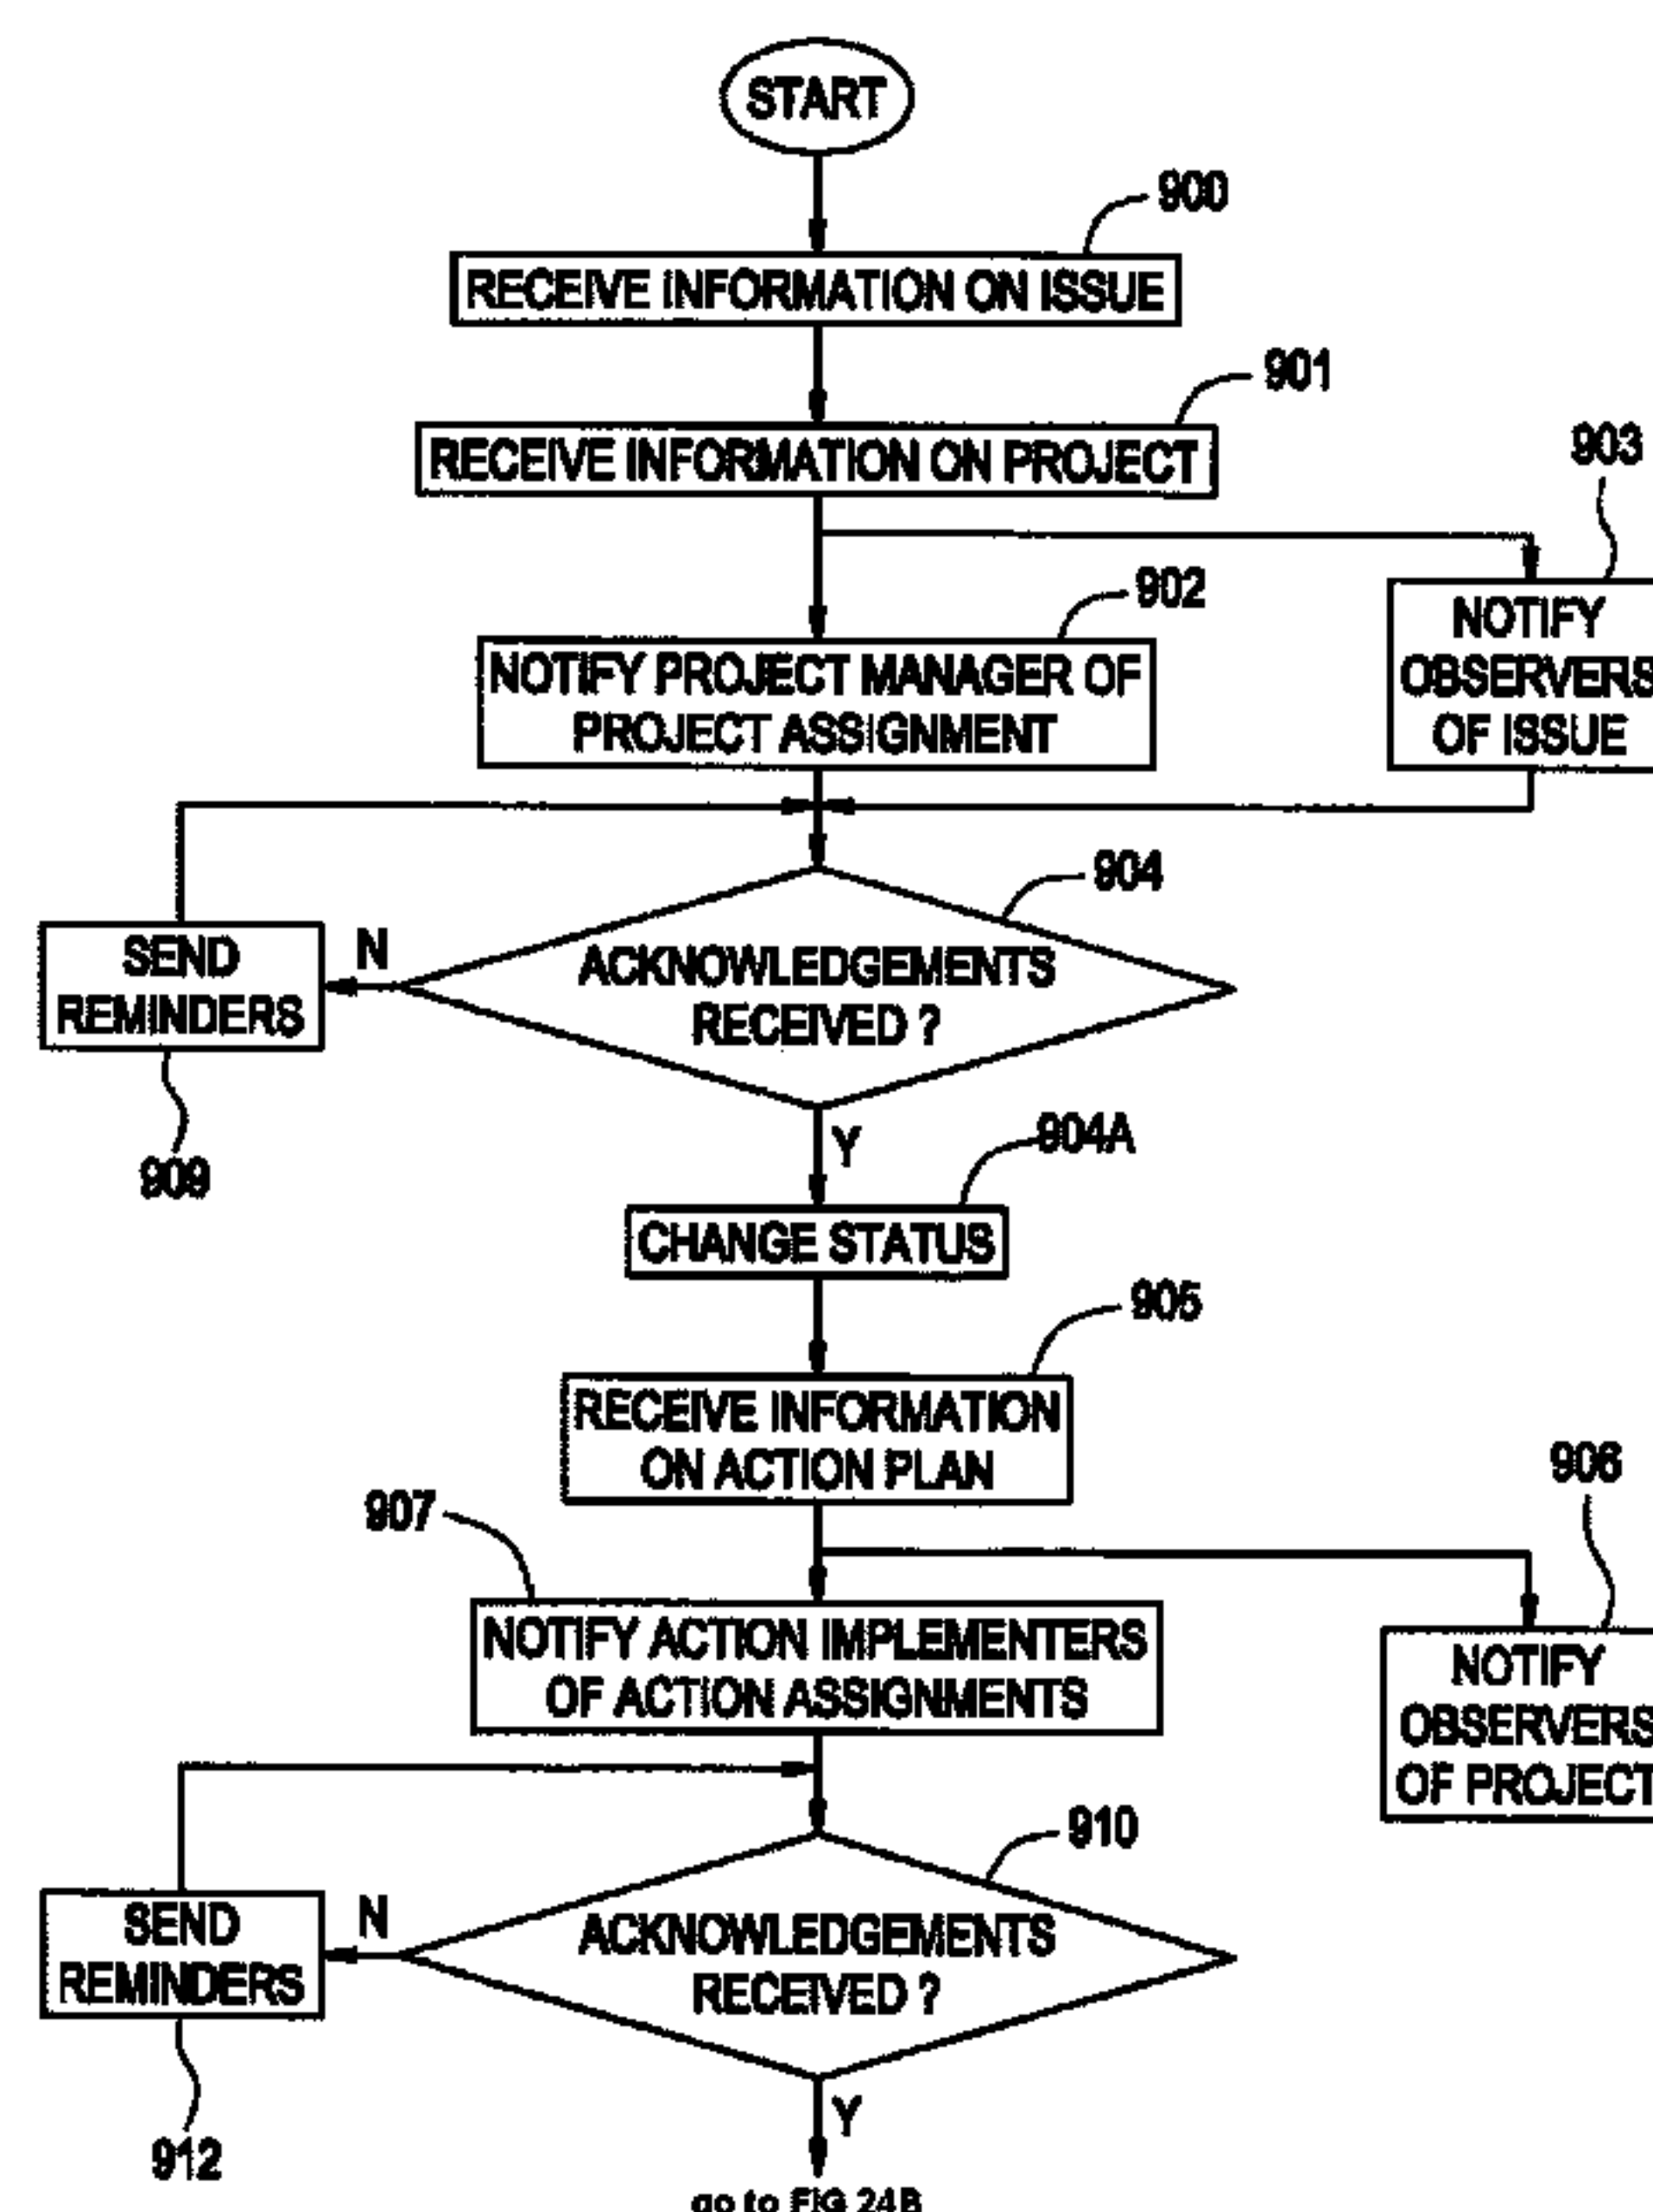 START
900
RECEIVE INFORMATION ON ISSUE
901
RECEIVE INFORMATION ON PROJECT
903
902
NOTIFY PROJECT MANAGER OF
PROJECT ASSIGNMENT
NOTIFY
OBSERVERS
OF ISSUE
904
SEND
REMINDERS
N
ACKNOWLEDGEMENTS
RECEIVED ?
909
Y
904A
CHANGE STATUS
905
RECEIVE INFORMATION
ON ACTION PLAN
906
907
NOTIFY ACTION IMPLEMENTERS
OF ACTION ASSIGNMENTS
NOTIFY
OBSERVERS
OF PROJECT
910
SEND
REMINDERS
N
ACKNOWLEDGEMENTS
RECEIVED ?
912
Y
go to FIG 24B